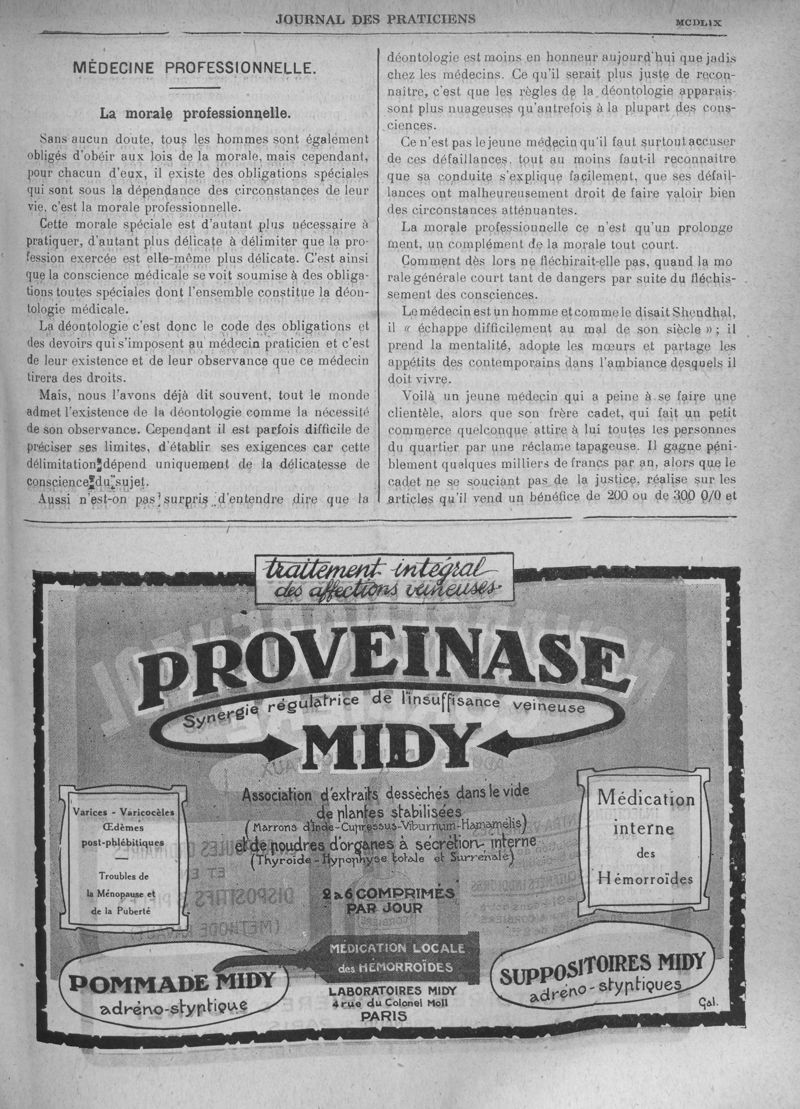 JOURNAL DES PRATICIENS
MCDLIX
MÉDECINE PROFESSIONNELLE.
La morale professionnelle.
Sans aucun doute, tous les hommes sont également
obligés d'obéir aux lois de la morale, mais cependant,
pour chacun d'eux, il existe des obligations spéciales
qui sont sous la dépendance des circonstances de leur
vie, c'est la morale professionnelle.
Cette morale spéciale est d'autant plus nécessaire à
pratiquer, d'autant plus délicate à délimiter que la pro-
fession exercée est elle-même plus délicate. C'est ainsi
que la conscience médicale se voit soumise à des obliga-
tions toutes spéciales dont l'ensemble constitue la déon-
tologie médicale.
La déontologie c'est donc le code des obligations et
des devoirs qui s'imposent au médecin praticien et c'est
de leur existence et de leur observance que ce médecin
tirera des droits.
Mais, nous l'avons déjà dit souvent, tout le monde
admet l'existence de la déontologie comme la nécessité
de son observance. Cependant il est parfois difficile de
préciser ses limites, d'établir ses exigences car cette
délimitation dépend uniquement de la délicatesse de
conscience du sujet.
Aussi n'est-on pas surpris d'entendre dire que la
déontologie est moins en honneur aujourd'hui que jadis
chez les médecins. Ce qu'il serait plus juste de recon-
naître, c'est que les règles de la déontologie apparais-
sont plus nuageuses qu'autrefois à la plupart des cons-
ciences.
Ce n'est pas le jeune médecin qu'il faut surtout accuser
de ces défaillances, tout au moins faut-il reconnaître
que sa conduite s'explique facilement, que ses défail-
lances ont malheureusement droit de faire valoir bien
des circonstances atténuantes.
La morale professionnelle ce n'est qu'un prolonge
ment, un complément de la morale tout court.
Comment dès lors ne fléchirait-elle pas, quand la mo
rale générale court tant de dangers par suite du fléchis-
sement des consciences.
Le médecin est un homme et comme le disait Shendhal,
il « échappe difficilement au mal de son siècle » ; il
prend la mentalité, adopte les mœurs et partage les
appétits des contemporains dans l'ambiance desquels il
doit vivre.
Voilà un jeune médecin qui a peine à se faire une
clientèle, alors que son frère cadet, qui fait un petit
commerce quelconque attire à lui toutes les personnes
du quartier par une réclame tapageuse. Il gagne péni-
blement quelques milliers de francs par an, alors que le
cadet ne se souciant pas de la justice, réalise sur les
articles qu'il vend un bénéfice de 200 ou de 300 0/0 et
traitement intégral
des affections veineuses.
PROVEINASE
Synergie régulatrice de l'insuffisance veineuse
MIDY
Association d'extraits desséchés dans le vide
de plantes stabilisées
(Marrons d'Inde-Cupressus-Viburnum-Hamamelis)
et de poudres d'organes à sécrétion interne
(Thyroïde-Hypophyse totale et Surrénale)
2 à 6 COMPRIMÉS
PAR JOUR
Varices - Varicocèles
Œdèmes
post-phlébitiques
Troubles de
la Ménopause et
de la Puberté
Médication
interne
des
Hémorroïdes
MÉDICATION LOCALE
des HÉMORROÏDES
POMMADE MIDY
adréno-styptique
LABORATOIRES MIDY
4 rue du Colonel Moll
PARIS
SUPPOSITOIRES MIDY
adréno-styptiques
Gal.